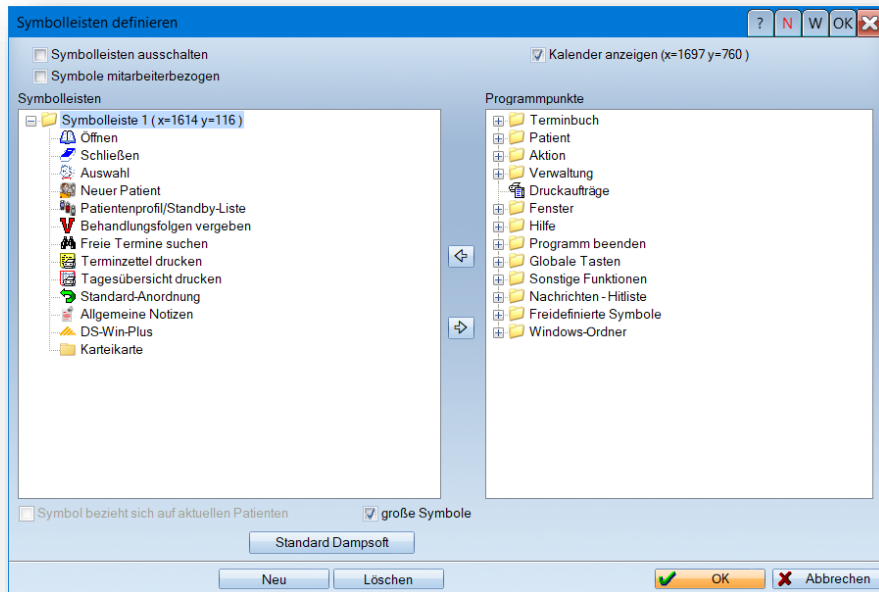 Symbolleisten definieren
? N W OK
Symbolleisten ausschalten
Kalender anzeigen (x=1697 y=760 )
Symbole mitarbeiterbezogen
Symbolleisten
Programmpunkte
Symbolleiste 1 ( x=1614 y=116 )
Öffnen
Schließen
Auswahl
Neuer Patient
Patientenprofil/Standby-Liste
Behandlungsfolgen vergeben
Freie Termine suchen
Terminzettel drucken
Tagesübersicht drucken
Standard-Anordnung
Allgemeine Notizen
DS-Win-Plus
Karteikarte
Terminbuch
Patient
Aktion
Verwaltung
Druckaufträge
Fenster
Hilfe
Programm beenden
Globale Tasten
Sonstige Funktionen
Nachrichten - Hitliste
Freidefinierte Symbole
Windows-Ordner
Symbol bezieht sich auf aktuellen Patienten
große Symbole
Standard Dampsoft
Neu
Löschen
OK
Abbrechen